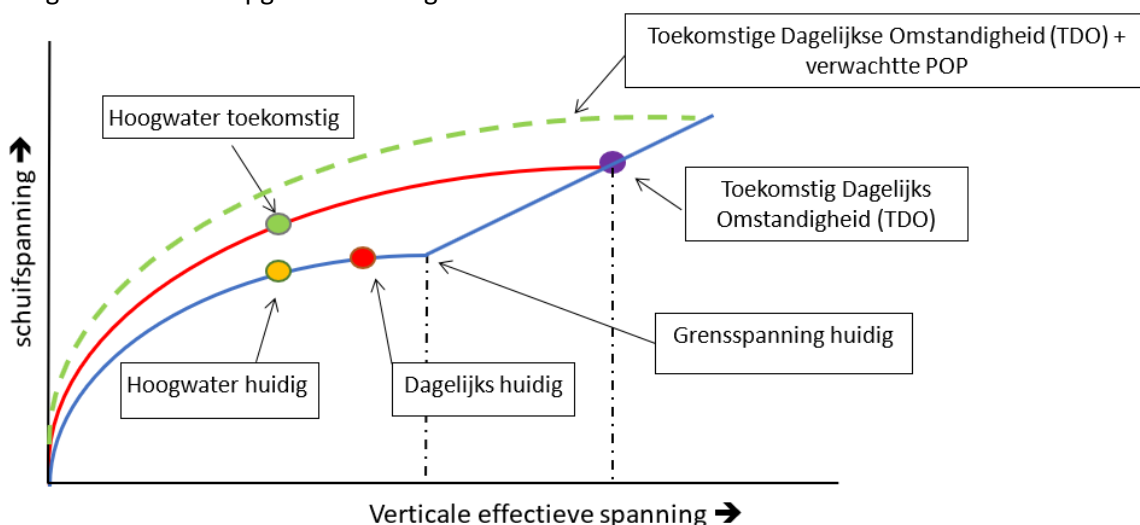 Toekomstige Dagelijkse Omstandigheid (TDO) +
verwachtte POP
Hoogwater toekomstig
Toekomstig Dagelijks
Omstandigheid (TDO)
schuifspanning ➔
Grensspanning huidig
Hoogwater huidig
Dagelijks huidig
Verticale effectieve spanning ➔